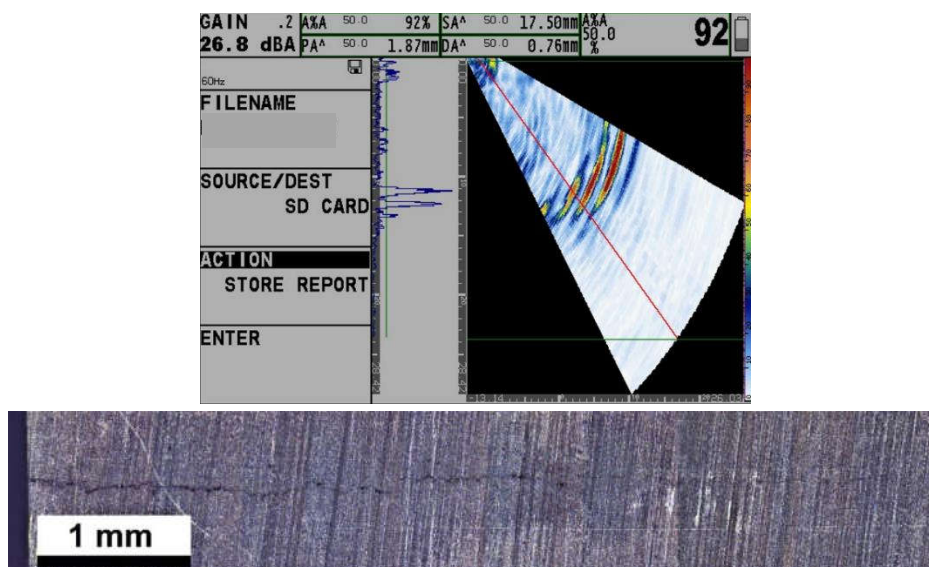 GAIN .2 A%A 50.0 92% SA^ 50.0 17.50mm A%A
26.8 dBA PA^ 50.0 1.87mm DA^ 50.0 0.76mm 50.0 % 92
60Hz
FILENAME
SOURCE/DEST
SD CARD
ACTION
STORE REPORT
ENTER
1 mm